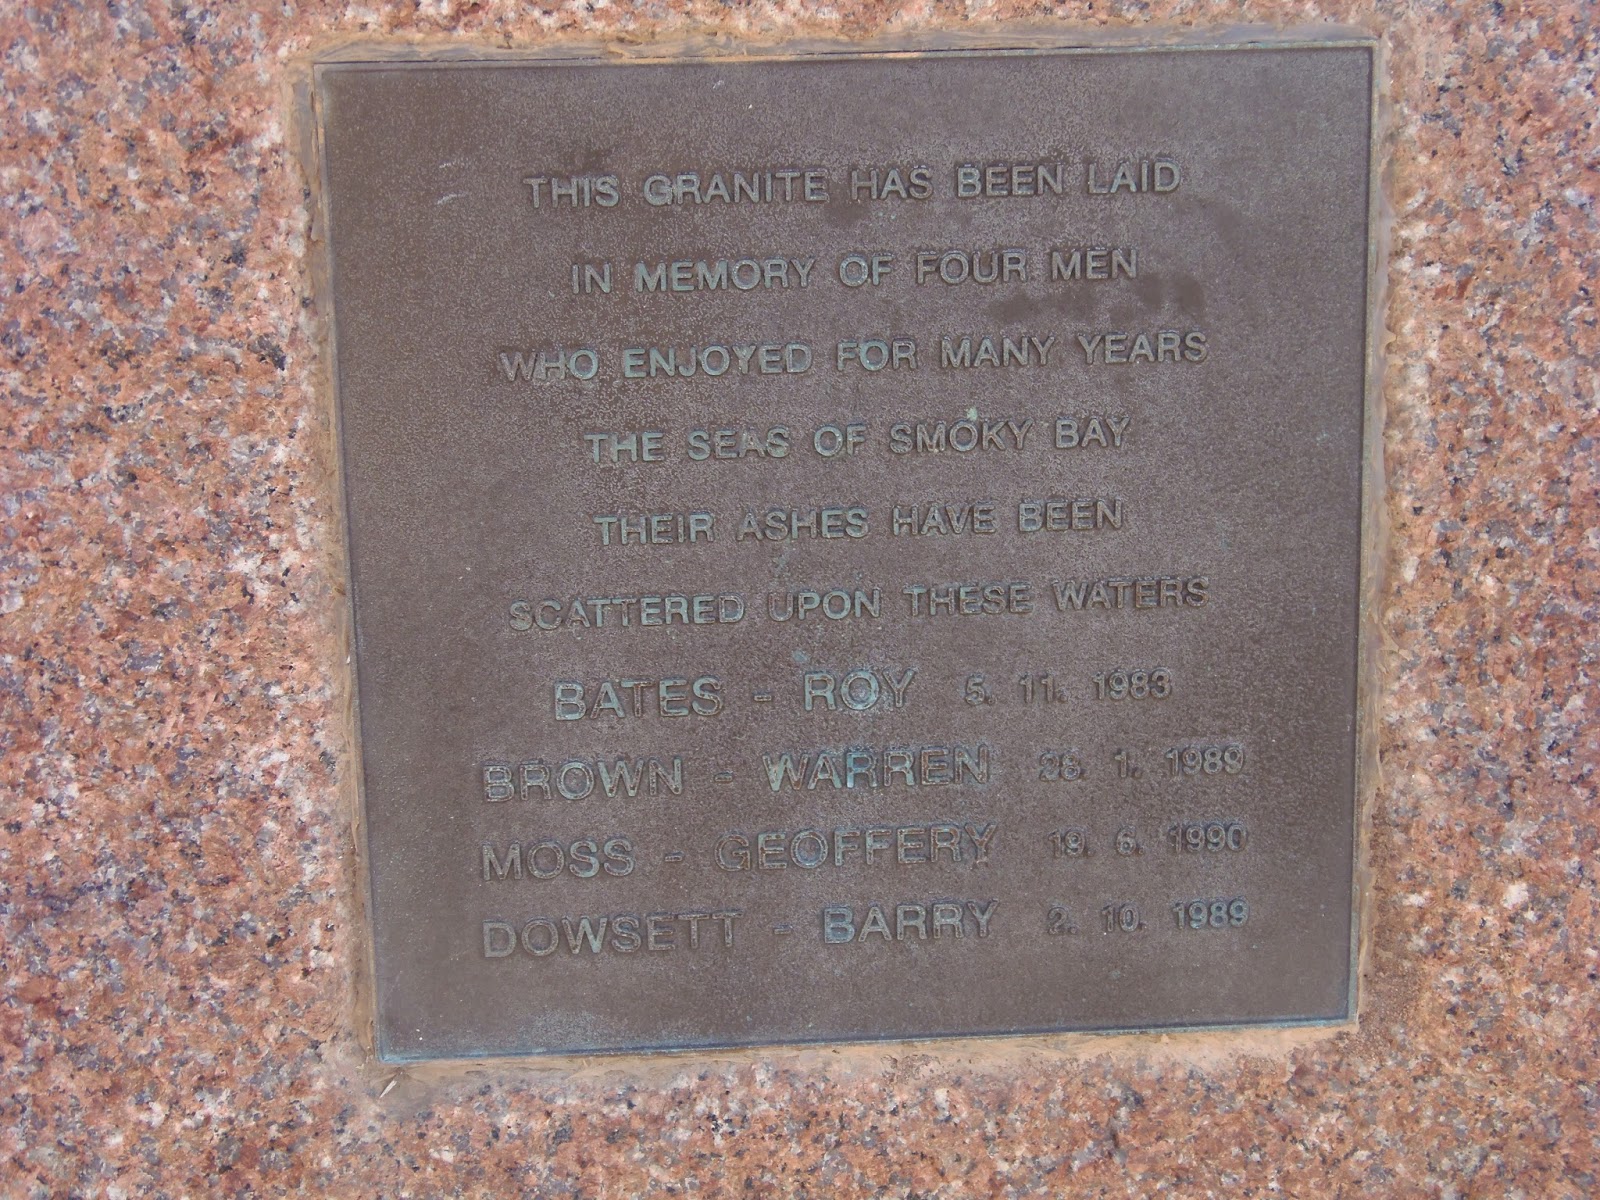 THIS GRANITE HAS BEEN LAID
IN MEMORY OF FOUR MEN
WHO ENJOYED FOR MANY YEARS
THE SEAS OF SMOKY BAY
THEIR ASHES HAVE BEEN
SCATTERED UPON THESE WATERS
BATES - ROY 5. 11. 1983
BROWN - WARREN 28. 1. 1989
MOSS - GEOFFERY 19. 6. 1990
DOWSETT - BARRY 2. 10. 1989